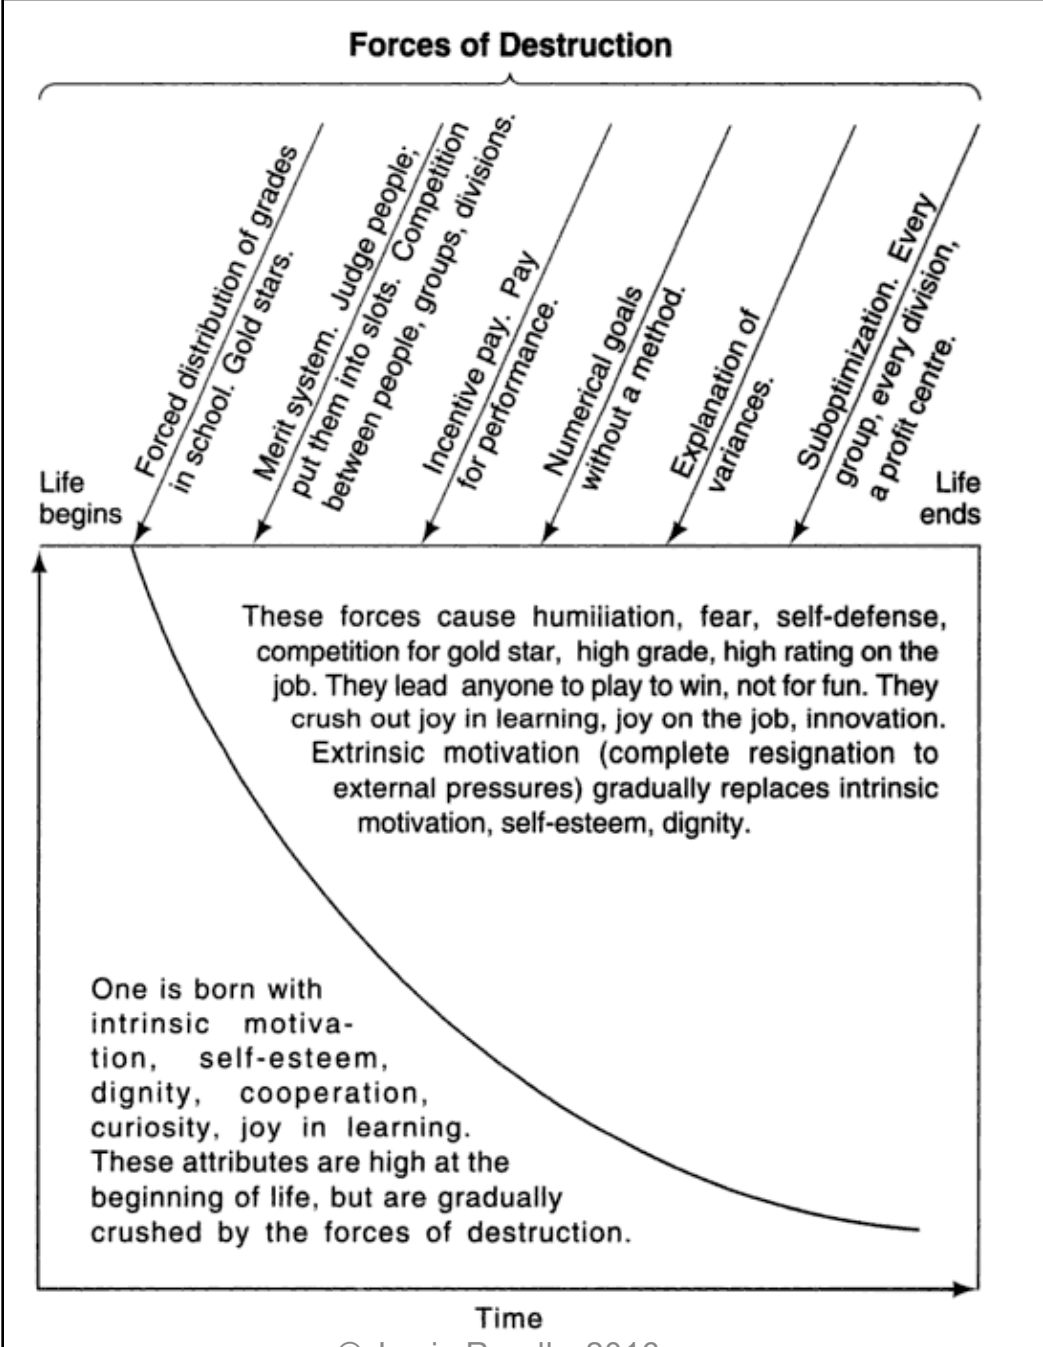 Forces of Destruction
Forced distribution of grades
in school. Gold stars.
Merit system. Judge people;
put them into slots. Competition
between people, groups, divisions.
Incentive pay. Pay
for performance.
Numerical goals
without a method.
Explanation of
variances.
Suboptimization. Every
group, every division,
a profit centre.
Life
begins
Life
ends
These forces cause humiliation, fear, self-defense,
competition for gold star, high grade, high rating on the
job. They lead anyone to play to win, not for fun. They
crush out joy in learning, joy on the job, innovation.
Extrinsic motivation (complete resignation to
external pressures) gradually replaces intrinsic
motivation, self-esteem, dignity.
One is born with
intrinsic motiva-
tion, self-esteem,
dignity, cooperation,
curiosity, joy in learning.
These attributes are high at the
beginning of life, but are gradually
crushed by the forces of destruction.
Time
©